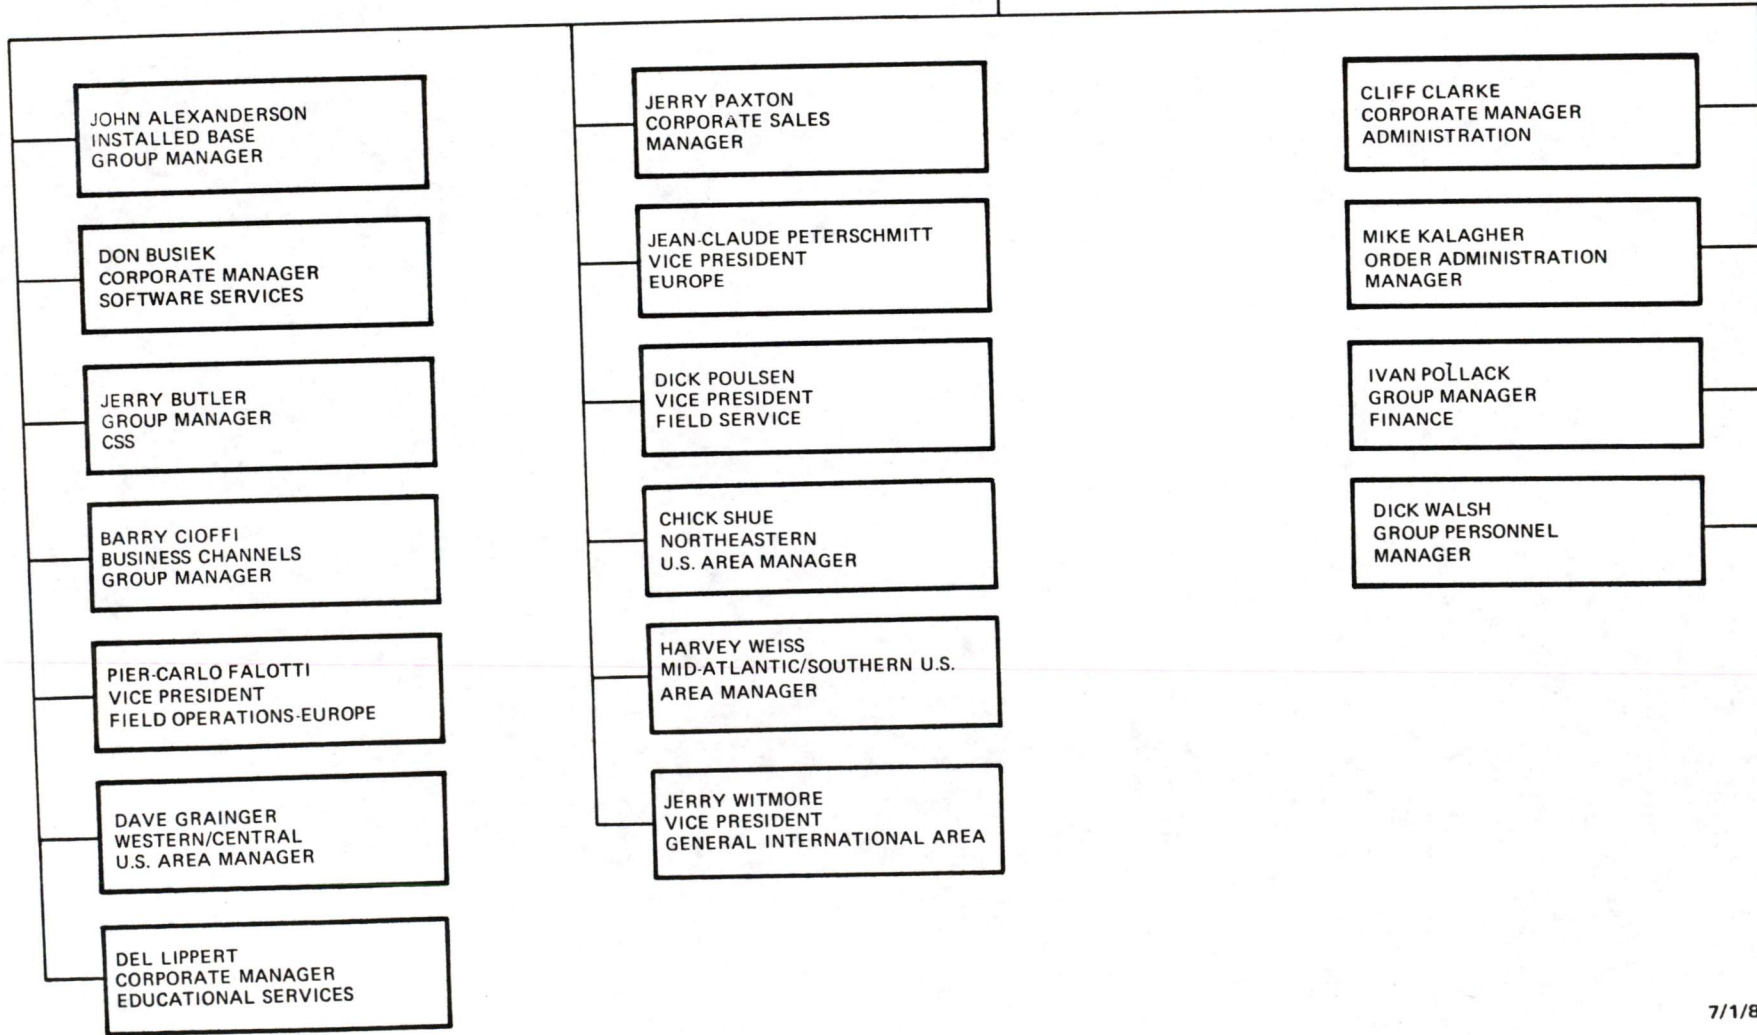 JOHN ALEXANDERSON
INSTALLED BASE
GROUP MANAGER
DON BUSIEK
CORPORATE MANAGER
SOFTWARE SERVICES
JERRY BUTLER
GROUP MANAGER
CSS
BARRY CIOFFI
BUSINESS CHANNELS
GROUP MANAGER
PIER-CARLO FALOTTI
VICE PRESIDENT
FIELD OPERATIONS-EUROPE
DAVE GRAINGER
WESTERN/CENTRAL
U.S. AREA MANAGER
DEL LIPPERT
CORPORATE MANAGER
EDUCATIONAL SERVICES
JERRY PAXTON
CORPORATE SALES
MANAGER
JEAN-CLAUDE PETERSCHMITT
VICE PRESIDENT
EUROPE
DICK POULSEN
VICE PRESIDENT
FIELD SERVICE
CHICK SHUE
NORTHEASTERN
U.S. AREA MANAGER
HARVEY WEISS
MID-ATLANTIC/SOUTHERN U.S.
AREA MANAGER
JERRY WITMORE
VICE PRESIDENT
GENERAL INTERNATIONAL AREA
CLIFF CLARKE
CORPORATE MANAGER
ADMINISTRATION
MIKE KALAGHER
ORDER ADMINISTRATION
MANAGER
IVAN POLLACK
GROUP MANAGER
FINANCE
DICK WALSH
GROUP PERSONNEL
MANAGER
7/1/8